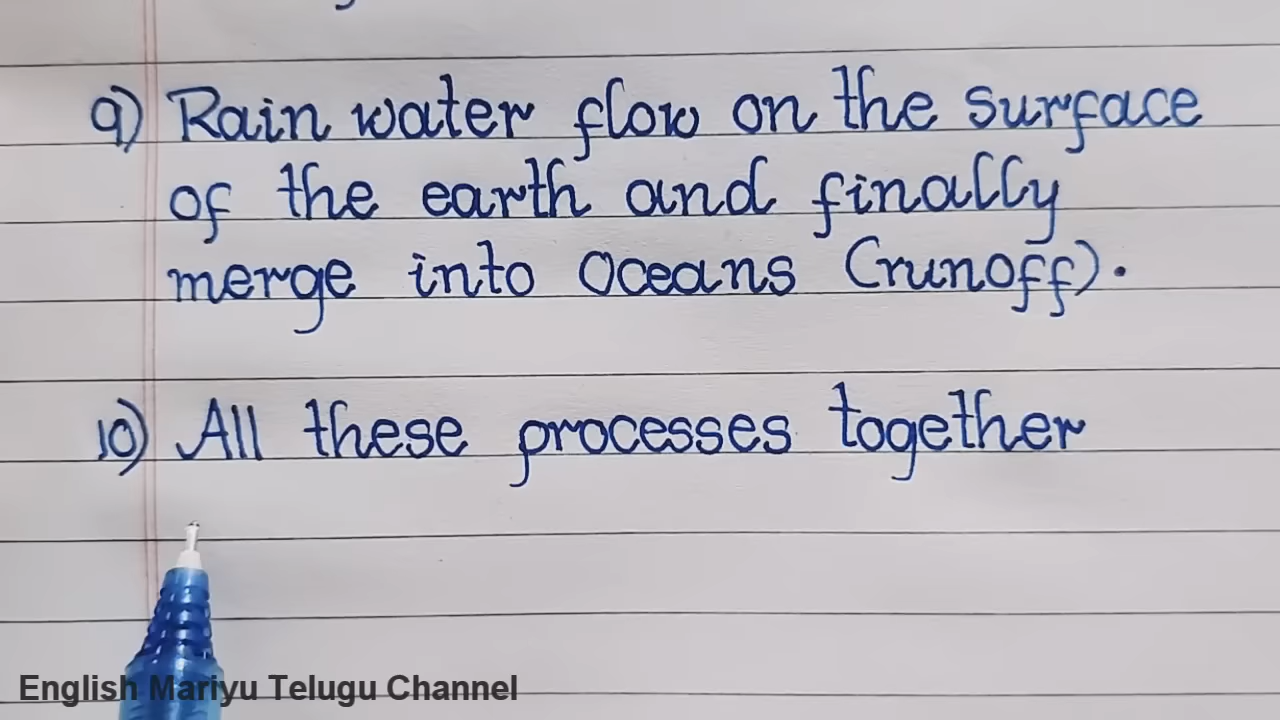 9) Rain water flow on the surface
of the earth and finally
merge into Oceans (runoff).
10) All these processes together
English Mariyu Telugu Channel